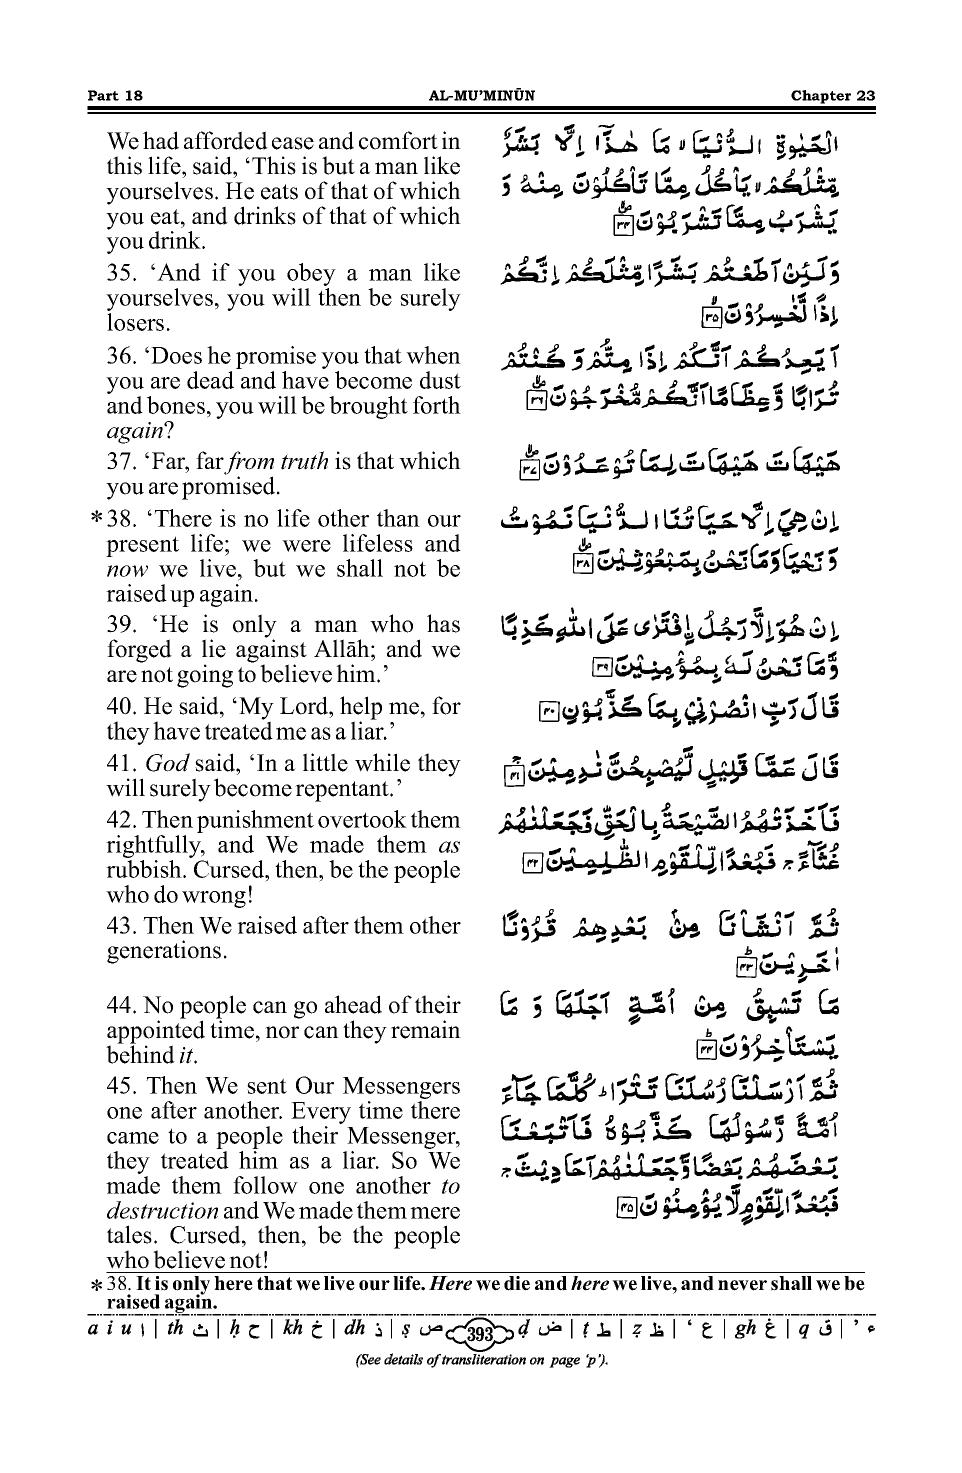 Part 18 AL-MU’MINŪN Chapter 23
We had afforded ease and comfort in
this life, said, ‘This is but a man like
yourselves. He eats of that of which
you eat, and drinks of that of which
you drink.
الْحَيٰوةِ الدُّنْيَا ۙ مَا هٰذَاۤ اِلَّا بَشَرٌ
مِّثْلُكُمْ ۙ يَاْكُلُ مِمَّا تَاْكُلُوْنَ مِنْهُ وَ
يَشْرَبُ مِمَّا تَشْرَبُوْنَ ﴿۳۴﴾
35. ‘And if you obey a man like
yourselves, you will then be surely
losers.
وَلَئِنْ اَطَعْتُمْ بَشَرًا مِّثْلَكُمْ اِنَّكُمْ
اِذًا لَّخٰسِرُوْنَ ﴿۳۵﴾
36. ‘Does he promise you that when
you are dead and have become dust
and bones, you will be brought forth
again?
اَيَعِدُكُمْ اَنَّكُمْ اِذَا مِتُّمْ وَ كُنْتُمْ
تُرَابًا وَّعِظَامًا اَنَّكُمْ مُّخْرَجُوْنَ ﴿۳۶﴾
37. ‘Far, far from truth is that which
you are promised.
هَيْهَاتَ هَيْهَاتَ لِمَا تُوْعَدُوْنَ ﴿۳۷﴾
* 38. ‘There is no life other than our
present life; we were lifeless and
now we live, but we shall not be
raised up again.
اِنْ هِيَ اِلَّا حَيَاتُنَا الدُّنْيَا نَمُوْتُ
وَنَحْيَا وَمَا نَحْنُ بِمَبْعُوْثِيْنَ ﴿۳۸﴾
39. ‘He is only a man who has
forged a lie against Allāh; and we
are not going to believe him.’
اِنْ هُوَ اِلَّا رَجُلُ ِۨافْتَرٰى عَلَى اللّٰهِ كَذِبًا
وَّمَا نَحْنُ لَهٗ بِمُؤْمِنِيْنَ ﴿۳۹﴾
40. He said, ‘My Lord, help me, for
they have treated me as a liar.’
قَالَ رَبِّ انْصُرْنِيْ بِمَا كَذَّبُوْنِ ﴿۴۰﴾
41. God said, ‘In a little while they
will surely become repentant.’
قَالَ عَمَّا قَلِيْلٍ لَّيُصْبِحُنَّ نٰدِمِيْنَ ﴿۴۱﴾
42. Then punishment overtook them
rightfully, and We made them as
rubbish. Cursed, then, be the people
who do wrong!
فَاَخَذَتْهُمُ الصَّيْحَةُ بِالْحَقِّ فَجَعَلْنٰهُمْ
غُثَآءً ۚ فَبُعْدًا لِّلْقَوْمِ الظّٰلِمِيْنَ ﴿۴۲﴾
43. Then We raised after them other
generations.
ثُمَّ اَنْشَاْنَا مِنْۢ بَعْدِهِمْ قُرُوْنًا
اٰخَرِيْنَ ﴿۴۳﴾
44. No people can go ahead of their
appointed time, nor can they remain
behind it.
مَا تَسْبِقُ مِنْ اُمَّةٍ اَجَلَهَا وَ مَا
يَسْتَاْخِرُوْنَ ﴿۴۴﴾
45. Then We sent Our Messengers
one after another. Every time there
came to a people their Messenger,
they treated him as a liar. So We
made them follow one another to
destruction and We made them mere
tales. Cursed, then, be the people
who believe not!
ثُمَّ اَرْسَلْنَا رُسُلَنَا تَتْرَا ؕ كُلَّمَا جَآءَ
اُمَّةً رَّسُوْلُهَا كَذَّبُوْهُ فَاَتْبَعْنَا
بَعْضَهُمْ بَعْضًا وَّجَعَلْنٰهُمْ اَحَادِيْثَ ۚ
فَبُعْدًا لِّقَوْمٍ لَّا يُؤْمِنُوْنَ ﴿۴۵﴾
* 38. It is only here that we live our life. Here we die and here we live, and never shall we be
raised again.
a i u ا | th ث | ḥ ح | kh خ | dh ذ | ṣ ص 393 ḍ ض | ṭ ط | ẓ ظ | ‘ ع | gh غ | q ق | ’ ء
(See details of transliteration on page ‘p’).